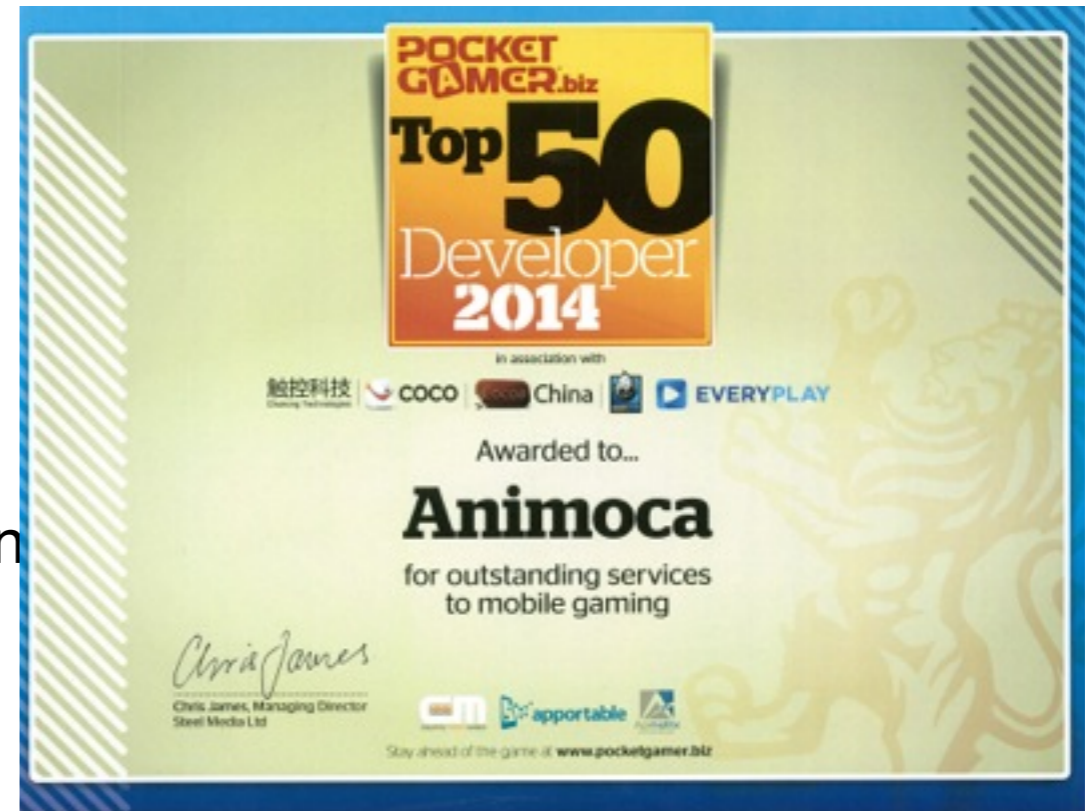 POCKET
GAMER.biz
Top 50
Developer
2014
in association with
触控科技 COCO China EVERYPLAY
Awarded to...
Animoca
n
for outstanding services
to mobile gaming
Chris James
Chris James, Managing Director
Steel Media Ltd
apportable
Stay ahead of the game at www.pocketgamer.biz